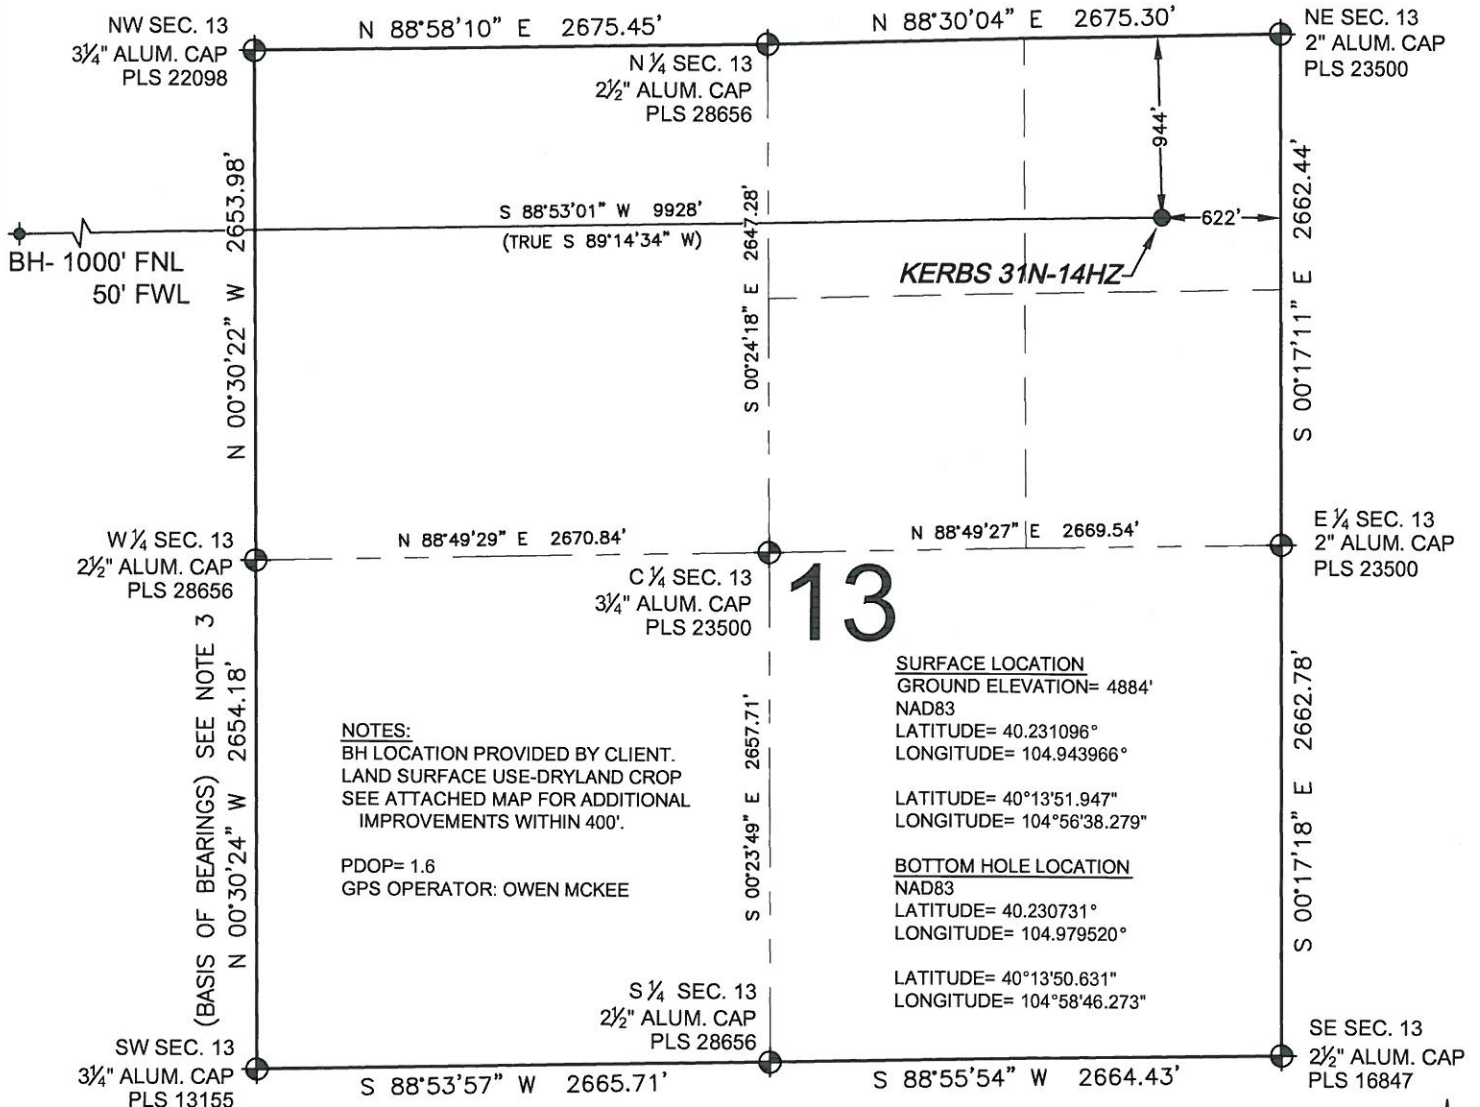 NW SEC. 13
3¼" ALUM. CAP
PLS 22098
N 88°58'10" E 2675.45'
N ¼ SEC. 13
2½" ALUM. CAP
PLS 28656
N 88°30'04" E 2675.30'
NE SEC. 13
2" ALUM. CAP
PLS 23500
944'
622'
N 00°30'22" W 2653.98'
S 88°53'01" W 9928'
(TRUE S 89°14'34" W)
S 00°24'18" E 2647.28'
S 00°17'11" E 2662.44'
BH- 1000' FNL
50' FWL
KERBS 31N-14HZ
W ¼ SEC. 13
2½" ALUM. CAP
PLS 28656
N 88°49'29" E 2670.84'
C ¼ SEC. 13
3¼" ALUM. CAP
PLS 23500
N 88°49'27" E 2669.54'
E ¼ SEC. 13
2" ALUM. CAP
PLS 23500
13
(BASIS OF BEARINGS) SEE NOTE 3
N 00°30'24" W 2654.18'
NOTES:
BH LOCATION PROVIDED BY CLIENT.
LAND SURFACE USE-DRYLAND CROP
SEE ATTACHED MAP FOR ADDITIONAL
IMPROVEMENTS WITHIN 400'.
PDOP= 1.6
GPS OPERATOR: OWEN MCKEE
S 00°23'49" E 2657.71'
SURFACE LOCATION
GROUND ELEVATION= 4884'
NAD83
LATITUDE= 40.231096°
LONGITUDE= 104.943966°
LATITUDE= 40°13'51.947"
LONGITUDE= 104°56'38.279"
BOTTOM HOLE LOCATION
NAD83
LATITUDE= 40.230731°
LONGITUDE= 104.979520°
LATITUDE= 40°13'50.631"
LONGITUDE= 104°58'46.273"
S 00°17'18" E 2662.78'
SW SEC. 13
3¼" ALUM. CAP
PLS 13155
S 88°53'57" W 2665.71'
S ¼ SEC. 13
2½" ALUM. CAP
PLS 28656
S 88°55'54" W 2664.43'
SE SEC. 13
2½" ALUM. CAP
PLS 16847